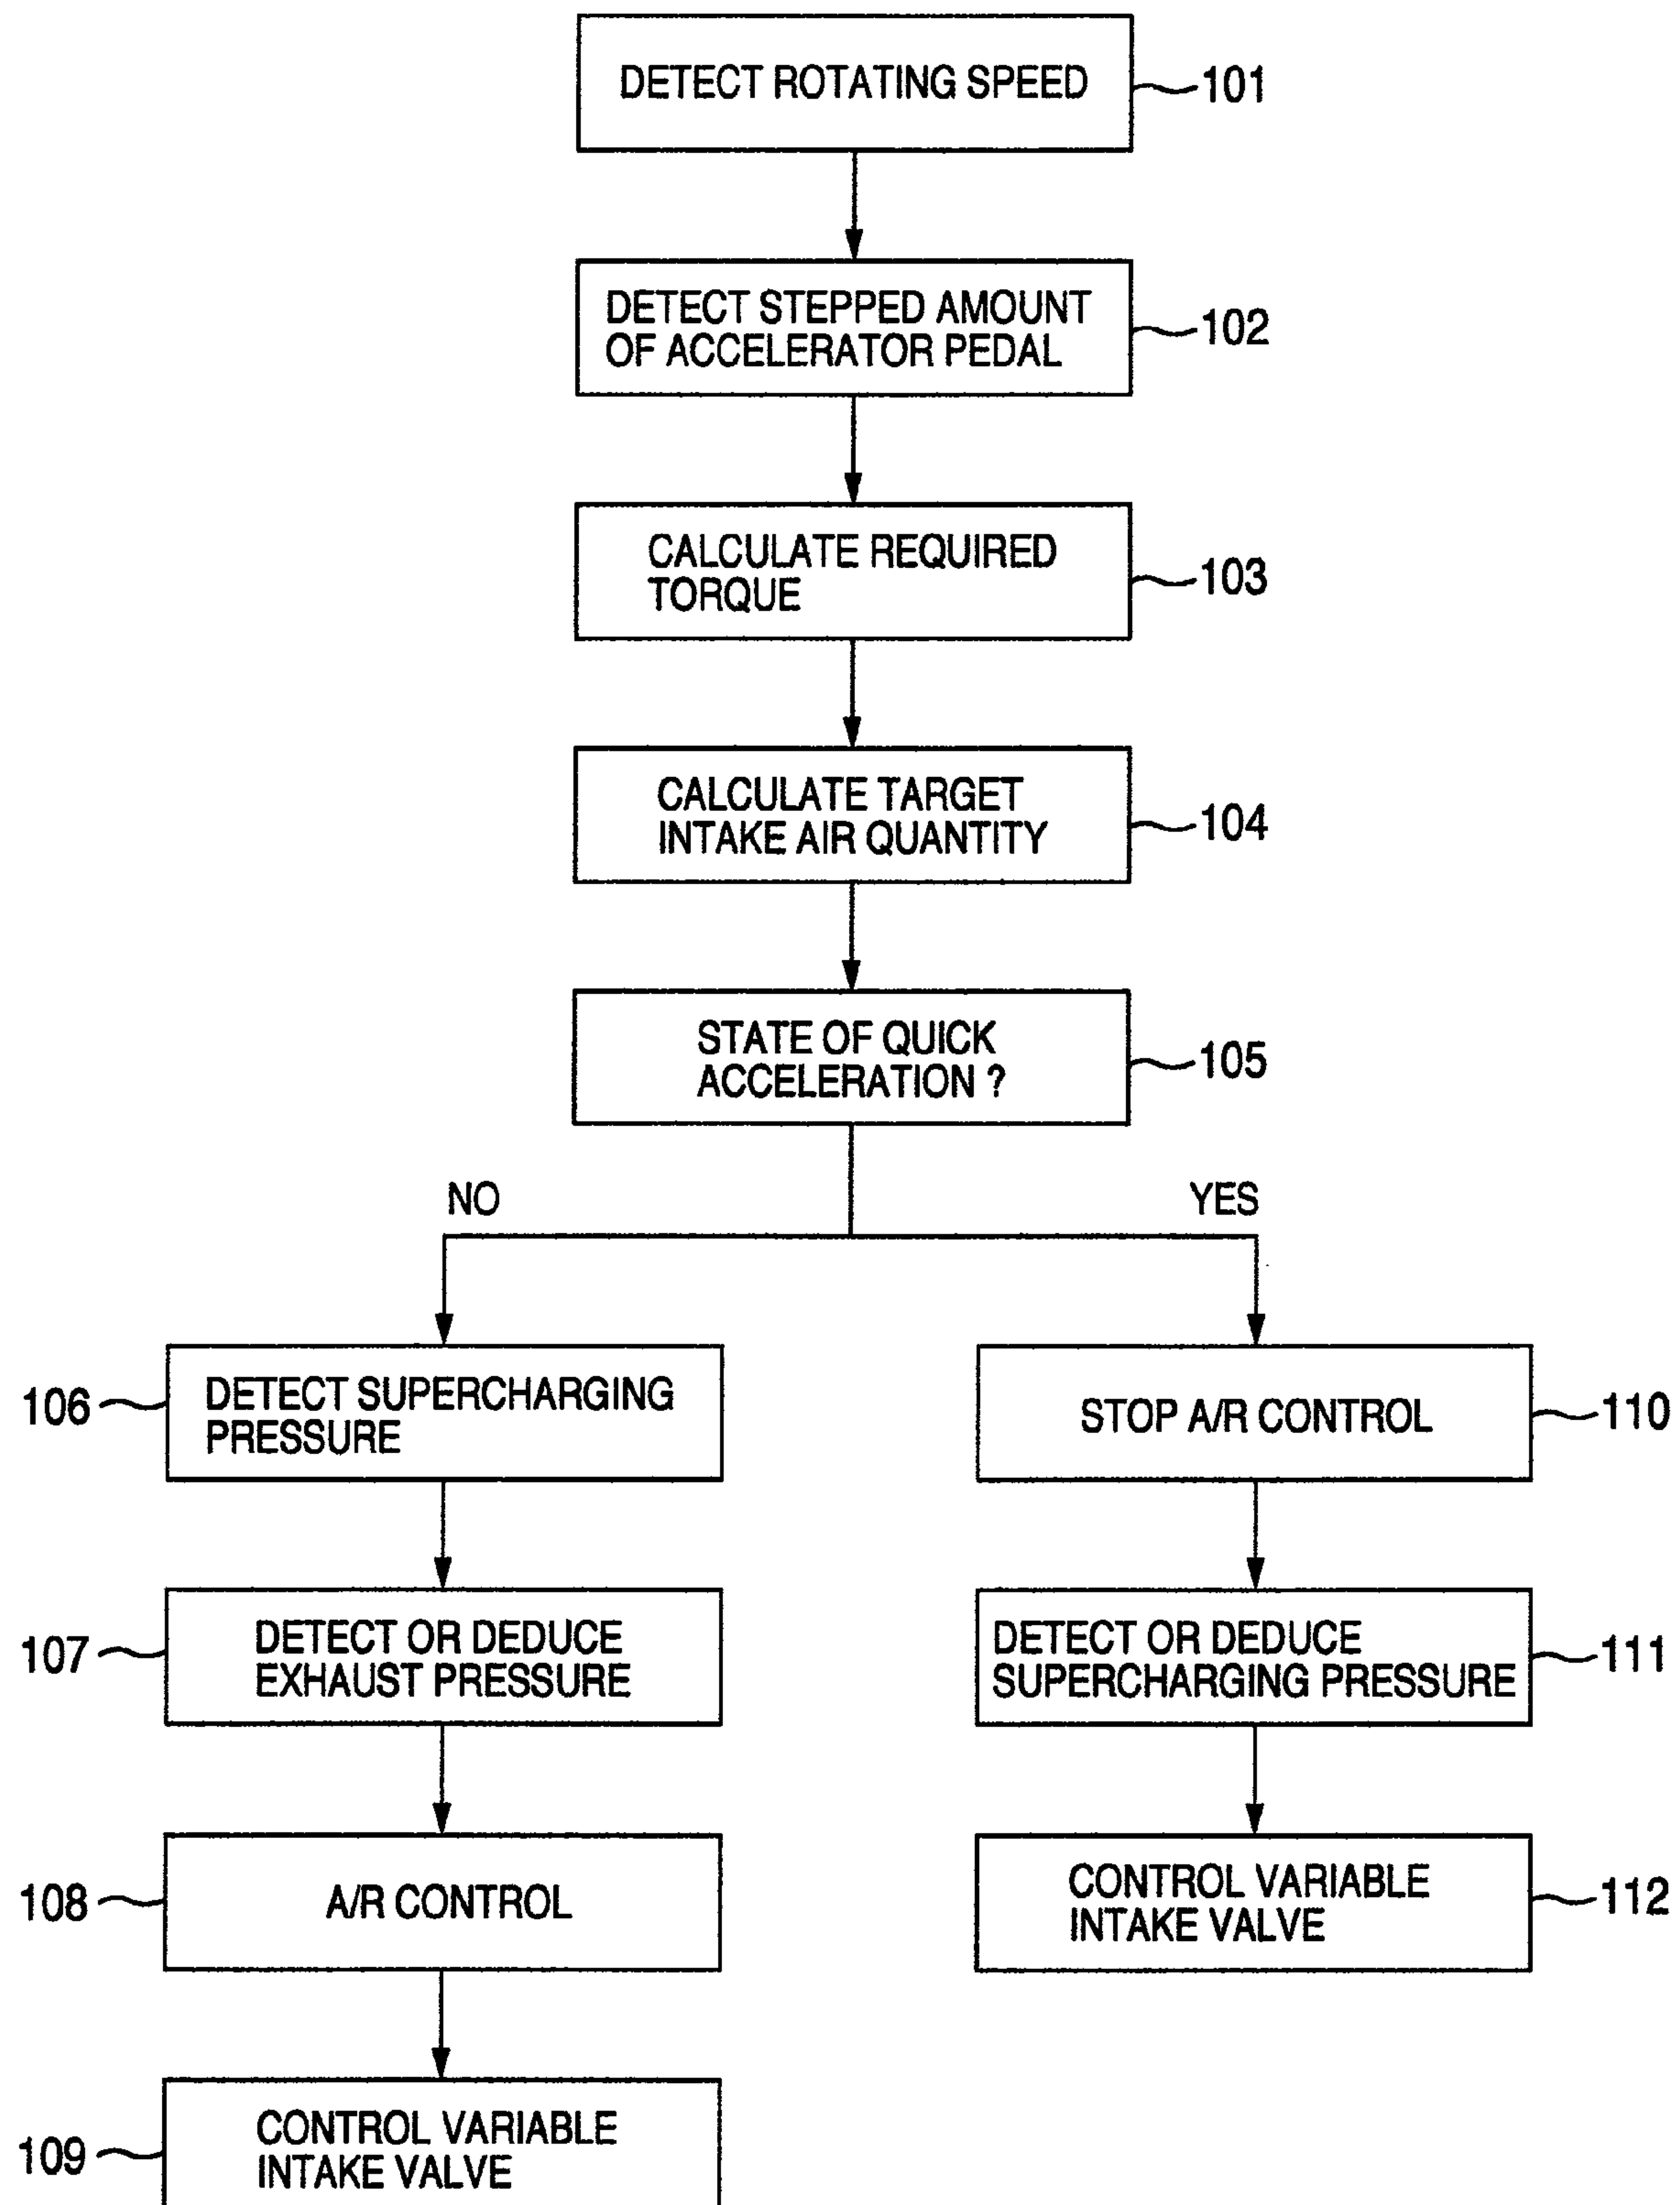 DETECT ROTATING SPEED
101
DETECT STEPPED AMOUNT
OF ACCELERATOR PEDAL
102
CALCULATE REQUIRED
TORQUE
103
CALCULATE TARGET
INTAKE AIR QUANTITY
104
STATE OF QUICK
ACCELERATION ?
105
NO
YES
106
DETECT SUPERCHARGING
PRESSURE
STOP A/R CONTROL
110
107
DETECT OR DEDUCE
EXHAUST PRESSURE
DETECT OR DEDUCE
SUPERCHARGING PRESSURE
111
108
A/R CONTROL
CONTROL VARIABLE
INTAKE VALVE
112
109
CONTROL VARIABLE
INTAKE VALVE